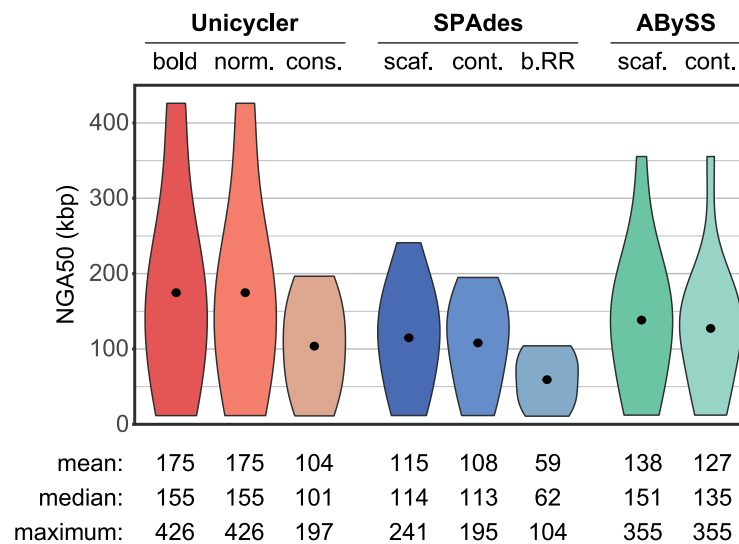 Unicycler SPAdes ABySS
bold norm. cons. scaf. cont. b.RR scaf. cont.
NGA50 (kbp)
400
300
200
100
0
mean: 175 175 104 115 108 59 138 127
median: 155 155 101 114 113 62 151 135
maximum: 426 426 197 241 195 104 355 355